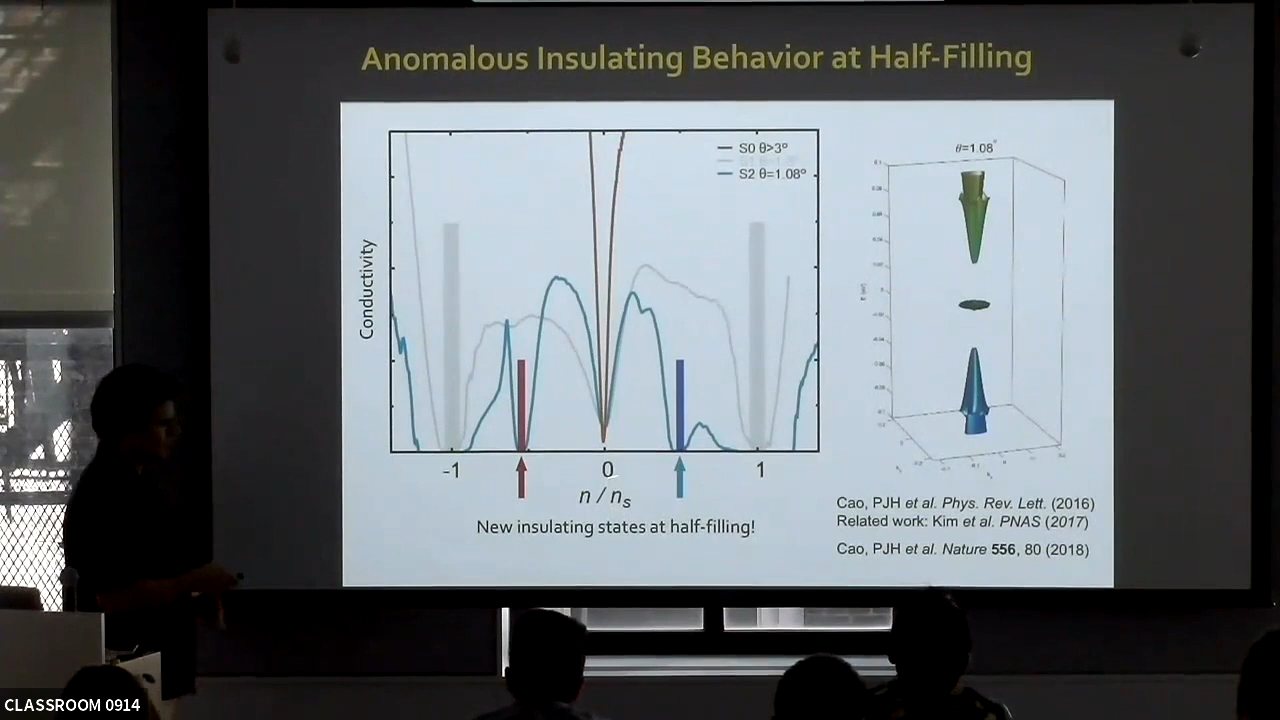 Anomalous Insulating Behavior at Half-Filling
Conductivity
S0 θ>3º
S2 θ=1.08º
-1 0 1
n / nₛ
New insulating states at half-filling!
θ=1.08°
Cao, PJH et al. Phys. Rev. Lett. (2016)
Related work: Kim et al. PNAS (2017)
Cao, PJH et al. Nature 556, 80 (2018)
CLASSROOM 0914